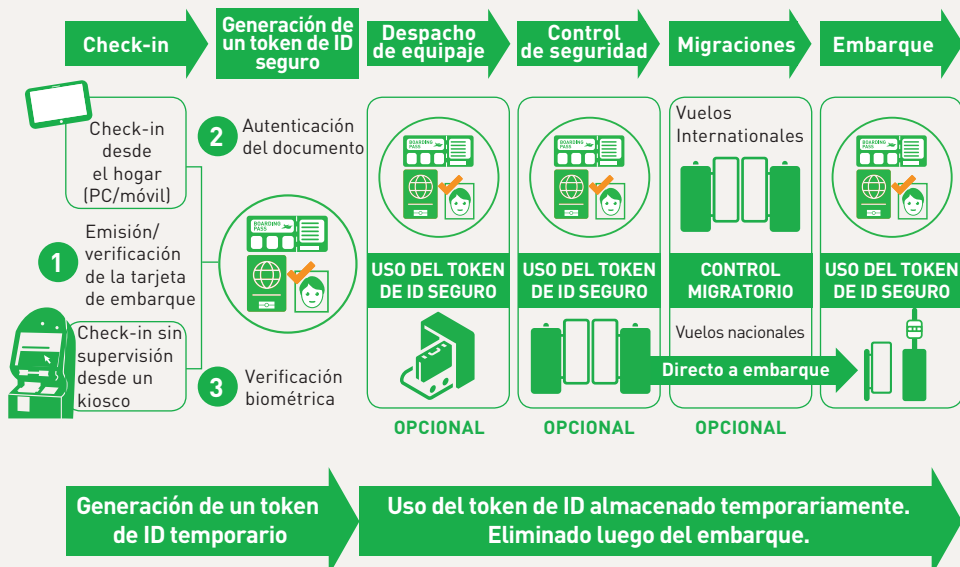 Check-in
Generación de
un token de ID
seguro
Despacho
de equipaje
Control
de seguridad
Migraciones
Embarque
Check-in
desde
el hogar
(PC/móvil)
1
Emisión/
verificación
de la tarjeta
de embarque
Check-in sin
supervisión
desde un
kiosco
2
Autenticación
del documento
BOARDING
PASS
3
Verificación
biométrica
BOARDING
PASS
USO DEL TOKEN
DE ID SEGURO
OPCIONAL
BOARDING
PASS
USO DEL TOKEN
DE ID SEGURO
OPCIONAL
Vuelos
Internationales
CONTROL
MIGRATORIO
Vuelos nacionales
Directo a embarque
OPCIONAL
BOARDING
PASS
USO DEL TOKEN
DE ID SEGURO
Generación de un token
de ID temporario
Uso del token de ID almacenado temporariamente.
Eliminado luego del embarque.